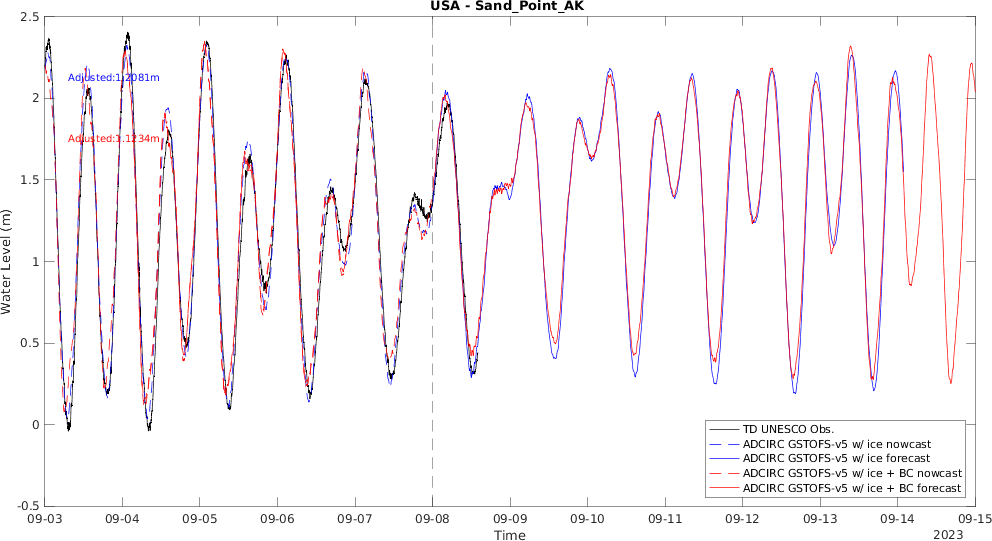 USA - Sand_Point_AK
2.5
2
1.5
1
0.5
0
-0.5
Water Level (m)
Adjusted:1.2081m
Adjusted:1.1234m
TD UNESCO Obs.
ADCIRC GSTOFS-v5 w/ ice nowcast
ADCIRC GSTOFS-v5 w/ ice forecast
ADCIRC GSTOFS-v5 w/ ice + BC nowcast
ADCIRC GSTOFS-v5 w/ ice + BC forecast
09-03 09-04 09-05 09-06 09-07 09-08 09-09 09-10 09-11 09-12 09-13 09-14 09-15
Time
2023